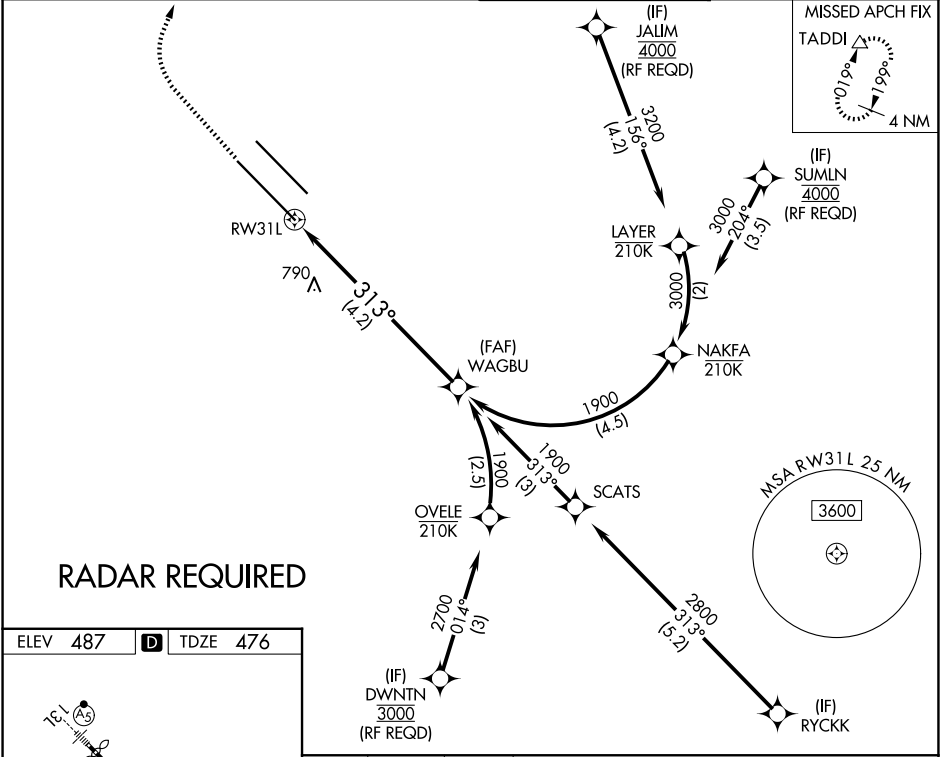 (IF)
JALIM
4000
(RF REQD)
MISSED APCH FIX
TADDI
019°
199°
4 NM
3200
156°
(4.2)
(IF)
SUMLN
4000
(RF REQD)
3000
204°
(3.5)
RW31L
LAYER
210K
790
3000
(2)
313°
(4.2)
NAKFA
210K
(FAF)
WAGBU
1900
(4.5)
1900
(2.5)
1900
313°
(3)
SCATS
OVELE
210K
MSA RW31L 25 NM
3600
RADAR REQUIRED
2700
014°
(3)
2800
313°
(5.2)
ELEV 487 D TDZE 476
(IF)
DWNTN
3000
(RF REQD)
(IF)
RYCKK
13L
A5